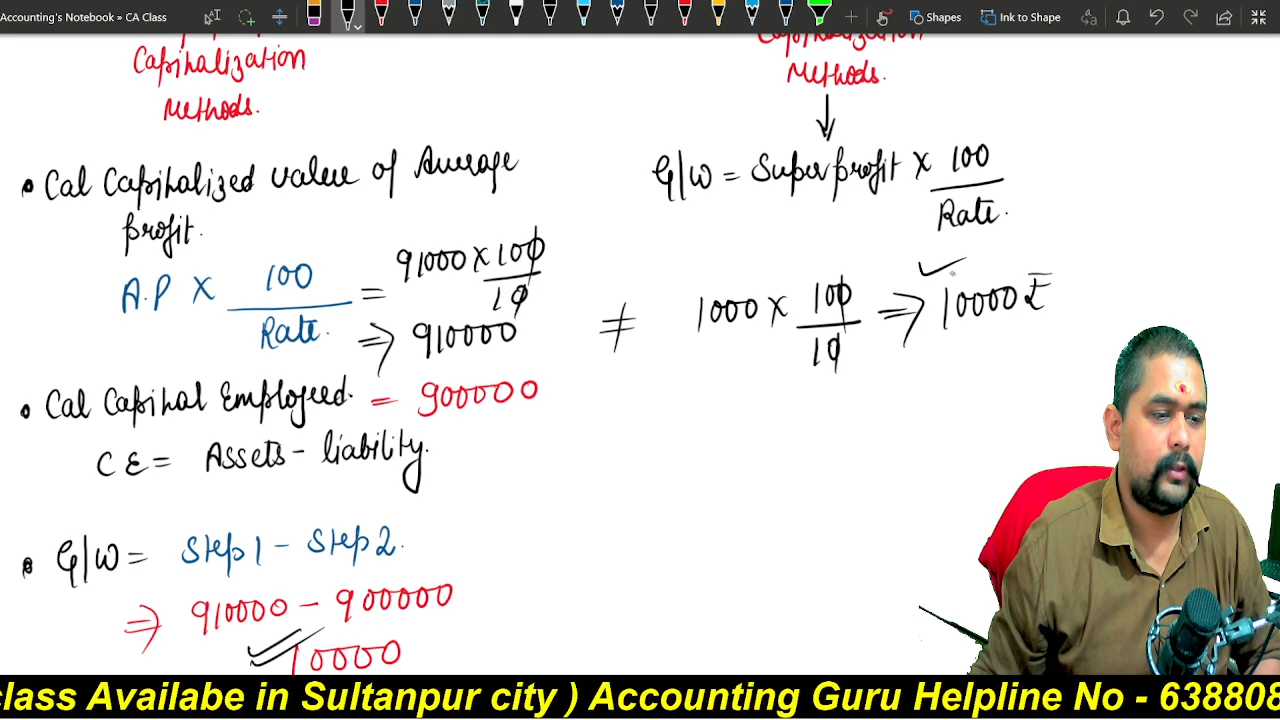 Accounting's Notebook » CA Class
Shapes
Ink to Shape
Capitalization
Methods.
Capitalization
Methods.
• Cal Capitalized value of Average
profit.
A.P × 100 / Rate. = 91000 × 100 / 10
⇒ 910000
G/W = Superprofit × 100 / Rate.
≠ 1000 × 100 / 10 ⇒ 10000 ₹
• Cal Capital Employeed. = 900000
CE = Assets - liability.
• G/W = Step 1 - Step 2.
⇒ 910000 - 900000
10000
class Availabe in Sultanpur city ) Accounting Guru Helpline No - 638808